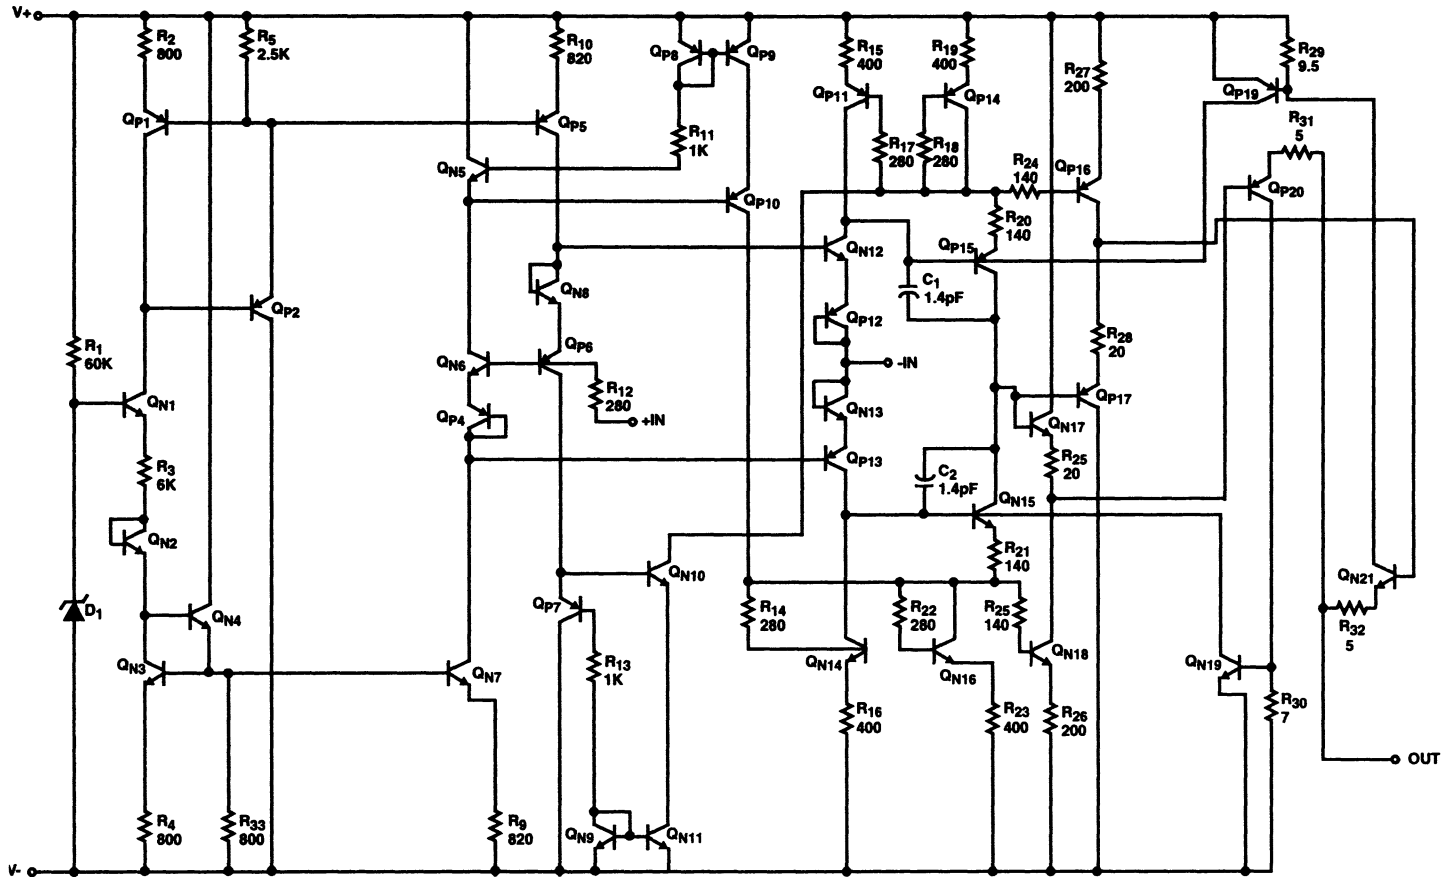 V+
R2
800
R5
2.5K
R10
820
QP8
QP9
R15
400
R19
400
R27
200
R29
9.5
QP1
QP5
R11
1K
QP11
QP14
QP19
R31
5
QN5
R17
280
R18
280
R24
140
QP16
QP20
QP10
R20
140
QN12
QP15
QN8
C1
1.4pF
QP2
QP12
R1
60K
QN6
QP6
R28
20
-IN
R12
280
QN1
QP4
+IN
QN13
QP17
QN17
R3
6K
QP13
R25
20
C2
1.4pF
QN15
QN2
R21
140
QN10
QN21
D1
QN4
QP7
R14
280
R22
280
R25
140
R32
5
QN3
QN7
R13
1K
QN14
QN16
QN18
QN19
R16
400
R23
400
R26
200
R30
7
OUT
R4
800
R33
800
R9
820
QN9
QN11
V-